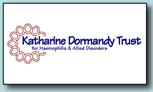 Katharine Dormandy Trust
for Haemophilia & Allied Disorders